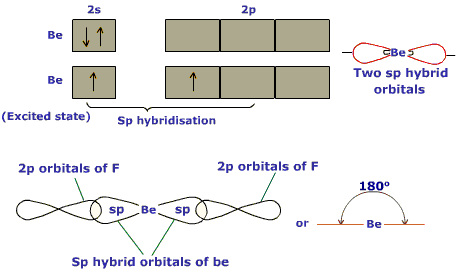 2s 2p
Be
Be
Two sp hybrid
orbitals
Be
(Excited state)
Sp hybridisation
2p orbitals of F
2p orbitals of F
sp Be sp
Sp hybrid orbitals of be
or
180°
Be